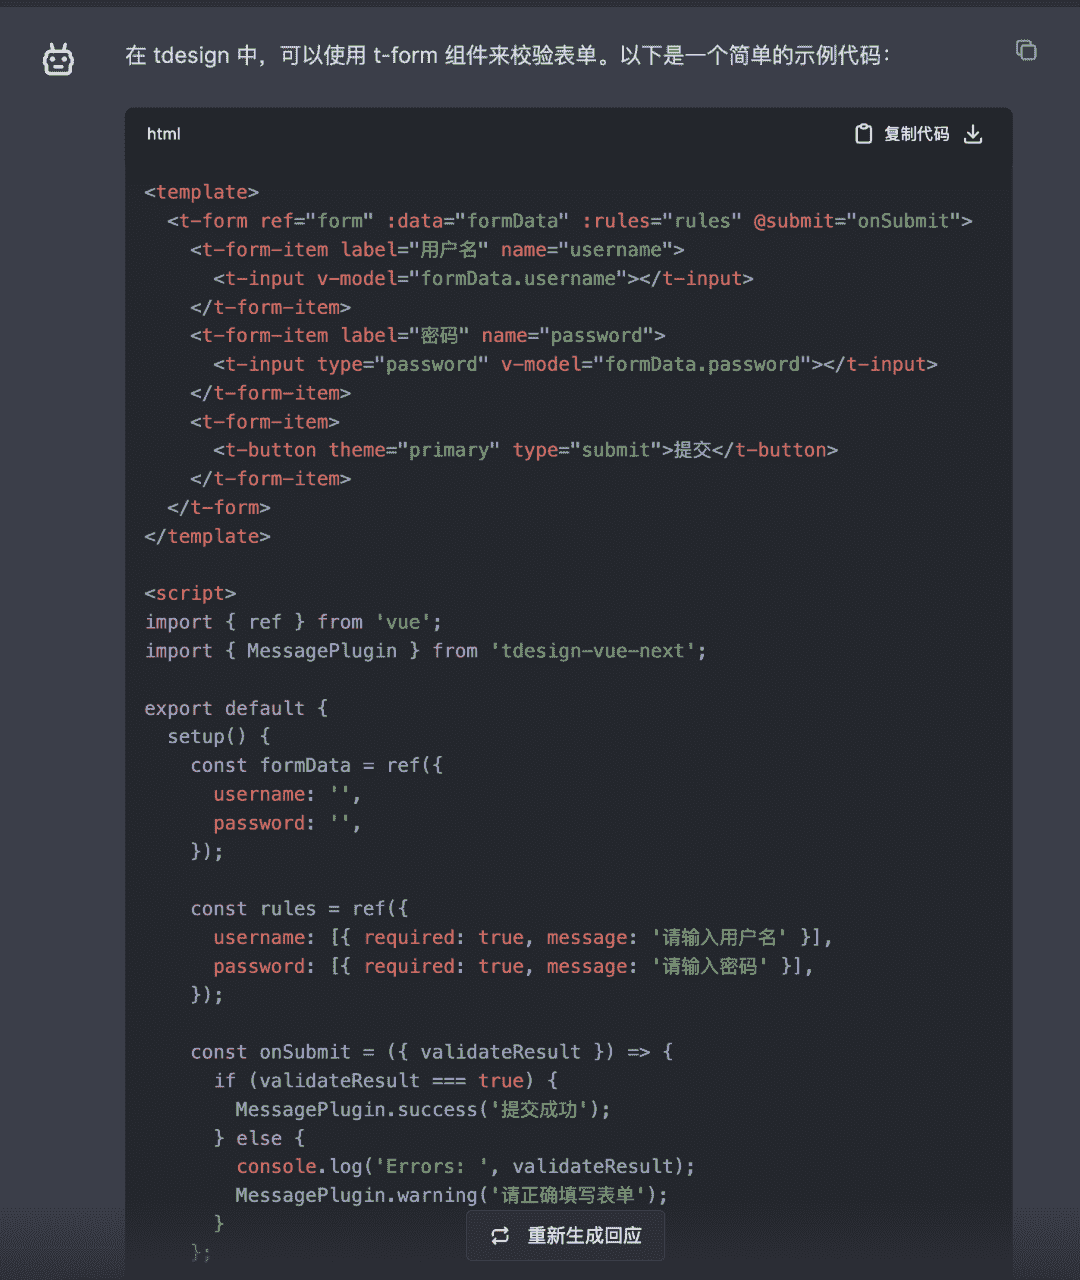 在 tdesign 中，可以使用 t-form 组件来校验表单。以下是一个简单的示例代码：
html
复制代码
<template>
  <t-form ref="form" :data="formData" :rules="rules" @submit="onSubmit">
    <t-form-item label="用户名" name="username">
      <t-input v-model="formData.username"></t-input>
    </t-form-item>
    <t-form-item label="密码" name="password">
      <t-input type="password" v-model="formData.password"></t-input>
    </t-form-item>
    <t-form-item>
      <t-button theme="primary" type="submit">提交</t-button>
    </t-form-item>
  </t-form>
</template>
<script>
import { ref } from 'vue';
import { MessagePlugin } from 'tdesign-vue-next';
export default {
  setup() {
    const formData = ref({
      username: '',
      password: '',
    });
    const rules = ref({
      username: [{ required: true, message: '请输入用户名' }],
      password: [{ required: true, message: '请输入密码' }],
    });
    const onSubmit = ({ validateResult }) => {
      if (validateResult === true) {
        MessagePlugin.success('提交成功');
      } else {
        console.log('Errors: ', validateResult);
        MessagePlugin.warning('请正确填写表单');
      }
    };
重新生成回应